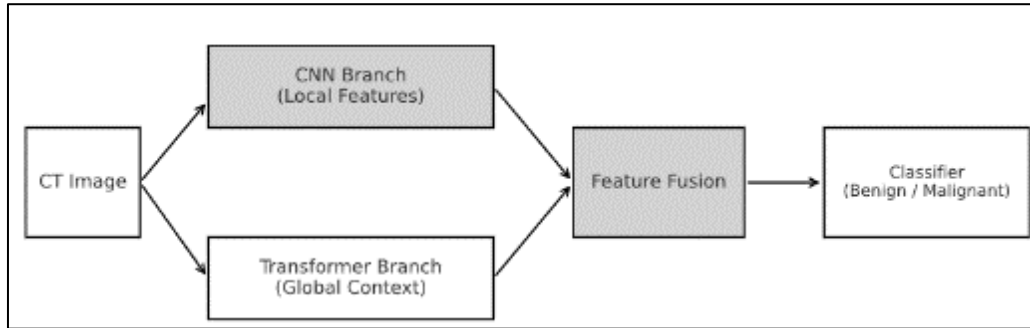 CT Image
CNN Branch
(Local Features)
Transformer Branch
(Global Context)
Feature Fusion
Classifier
(Benign / Malignant)